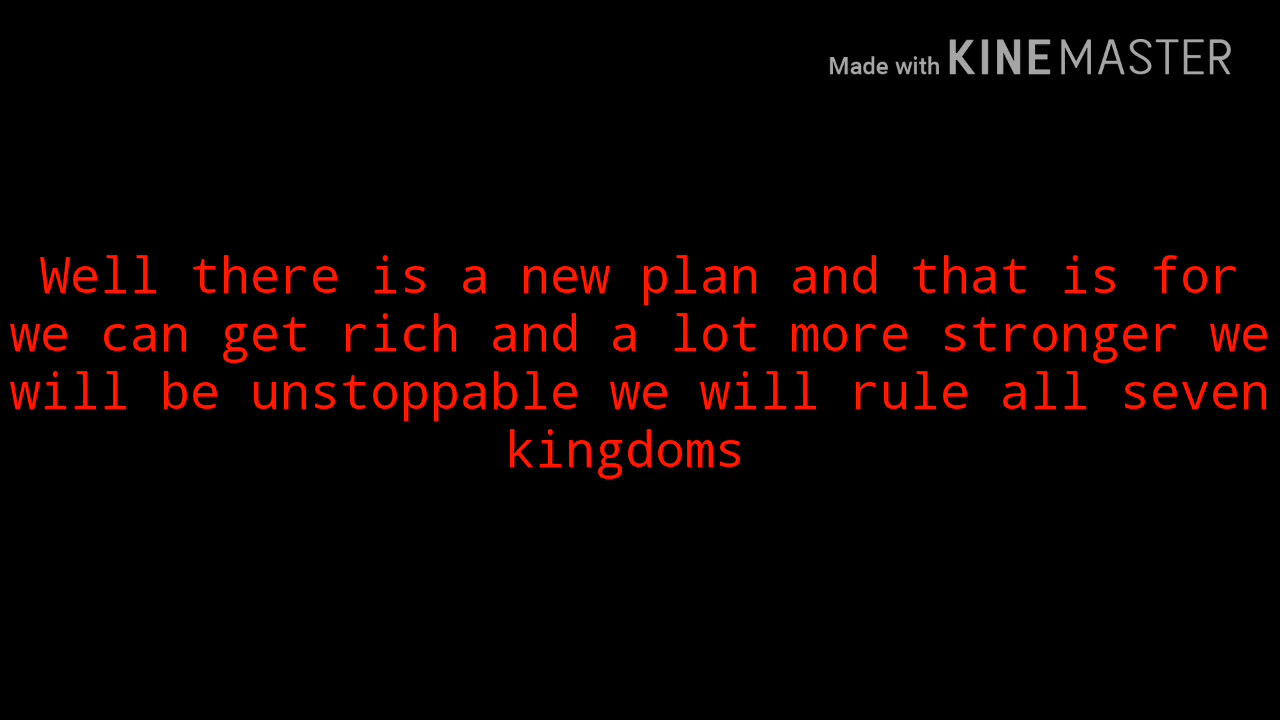 Made with KINEMASTER
Well there is a new plan and that is for
we can get rich and a lot more stronger we
will be unstoppable we will rule all seven
kingdoms